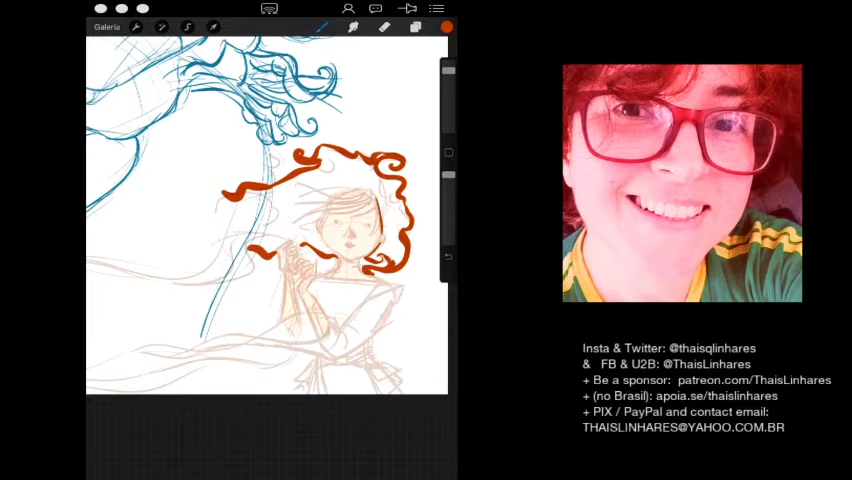 Galeria
Insta & Twitter: @thaisqlinhares
& FB & U2B: @ThaisLinhares
+ Be a sponsor: patreon.com/ThaisLinhares
+ (no Brasil): apoia.se/thaislinhares
+ PIX / PayPal and contact email:
THAISLINHARES@YAHOO.COM.BR